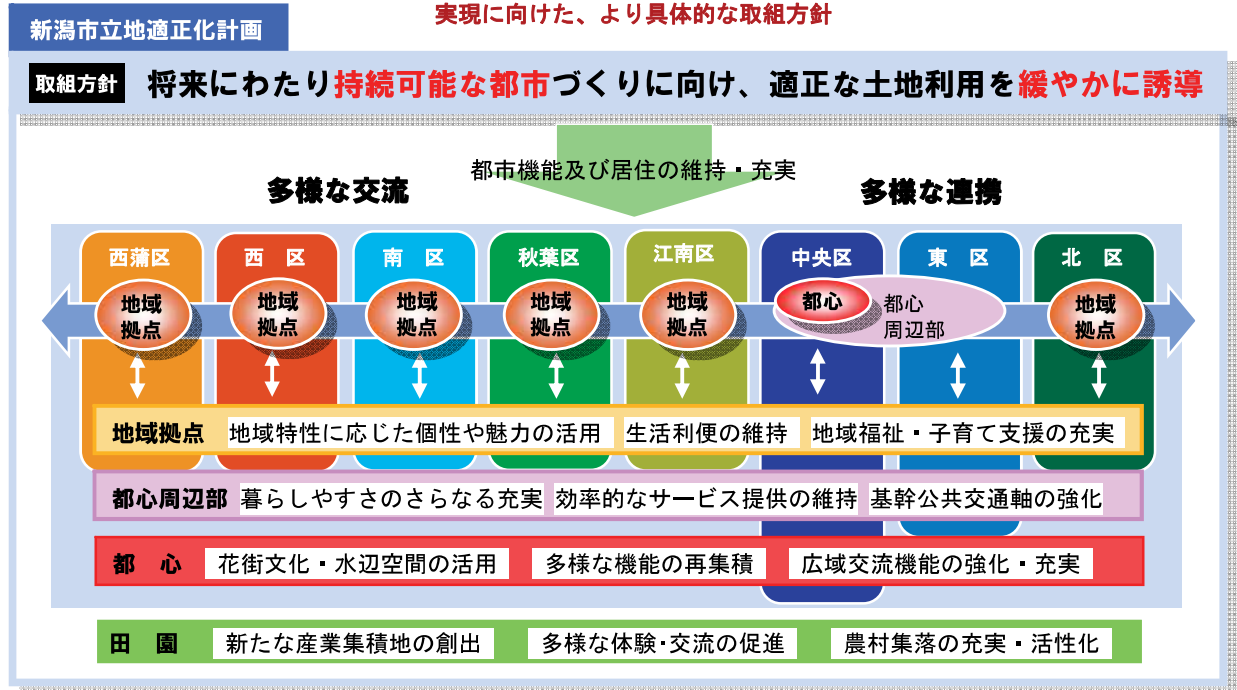 実現に向けた、より具体的な取組方針
新潟市立地適正化計画
取組方針 将来にわたり持続可能な都市づくりに向け、適正な土地利用を緩やかに誘導
都市機能及び居住の維持・充実
多様な交流 多様な連携
西蒲区 西 区 南 区 秋葉区 江南区 中央区 東 区 北 区
地域拠点 地域拠点 地域拠点 地域拠点 地域拠点 都心 都心周辺部 地域拠点
地域拠点 地域特性に応じた個性や魅力の活用 生活利便の維持 地域福祉・子育て支援の充実
都心周辺部 暮らしやすさのさらなる充実 効率的なサービス提供の維持 基幹公共交通軸の強化
都 心 花街文化・水辺空間の活用 多様な機能の再集積 広域交流機能の強化・充実
田 園 新たな産業集積地の創出 多様な体験・交流の促進 農村集落の充実・活性化